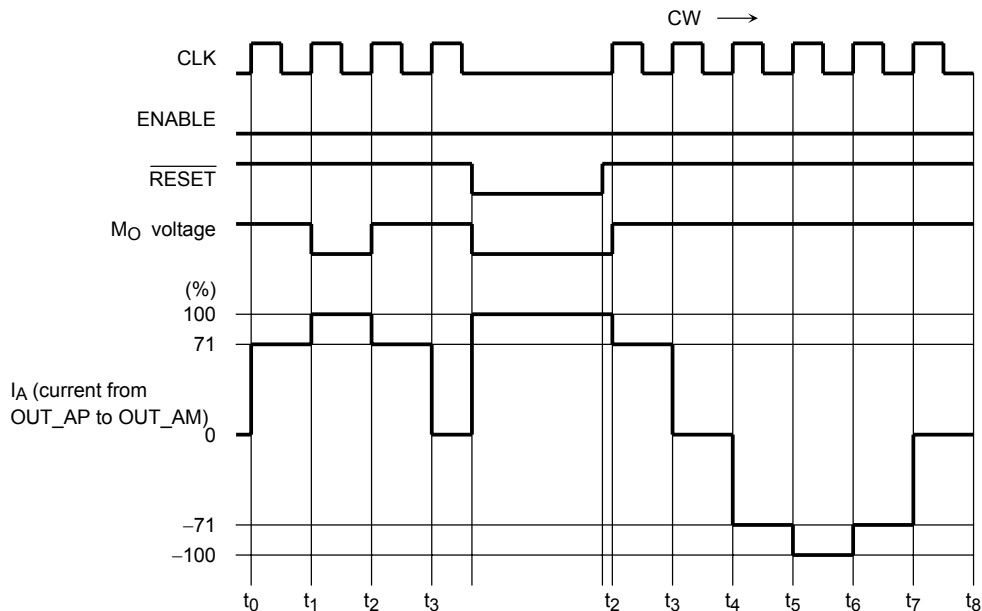 CW →
CLK
ENABLE
RESET
MO voltage
(%)
100
71
IA (current from
OUT_AP to OUT_AM)
0
−71
−100
t0 t1 t2 t3 t2 t3 t4 t5 t6 t7 t8